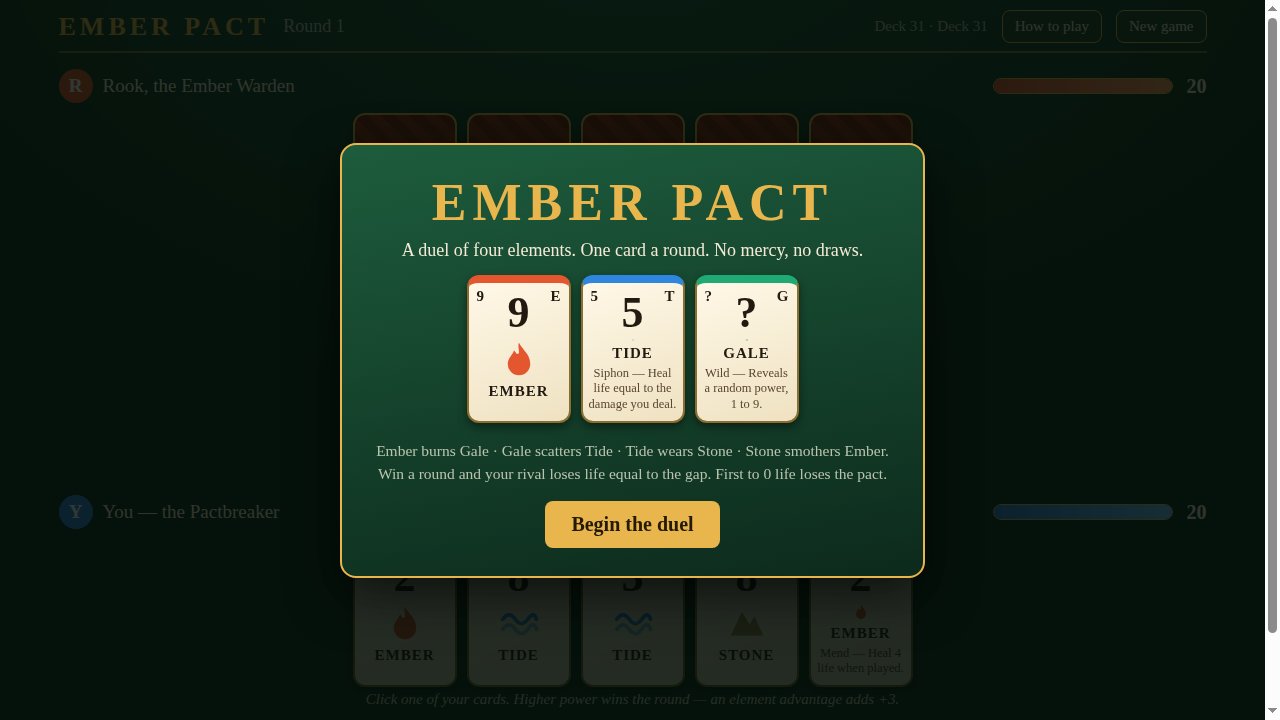 EMBER PACT Round 1 Deck 31 · Deck 31 How to play New game
R Rook, the Ember Warden 20
EMBER PACT
A duel of four elements. One card a round. No mercy, no draws.
9 E 5 T ? G
9 5 ?
EMBER TIDE GALE
Siphon — Heal life equal to the damage you deal.
Wild — Reveals a random power, 1 to 9.
Ember burns Gale · Gale scatters Tide · Tide wears Stone · Stone smothers Ember.
Win a round and your rival loses life equal to the gap. First to 0 life loses the pact.
Y You — the Pactbreaker 20
Begin the duel
EMBER TIDE TIDE STONE EMBER
Mend — Heal 4
life when played.
Click one of your cards. Higher power wins the round — an element advantage adds +3.